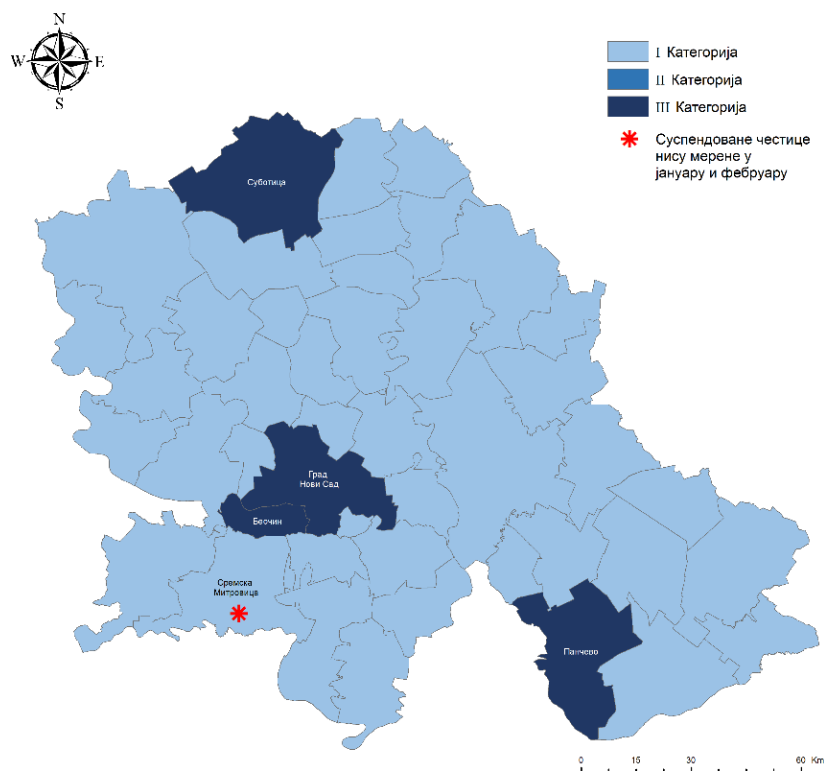 N
W E
S
I Категорија
II Категорија
III Категорија
Суспендоване честице
нису мерене у
јануару и фебруару
Суботица
Град
Нови Сад
Беочин
Сремска
Митровица
Панчево
0 15 30 60 Km